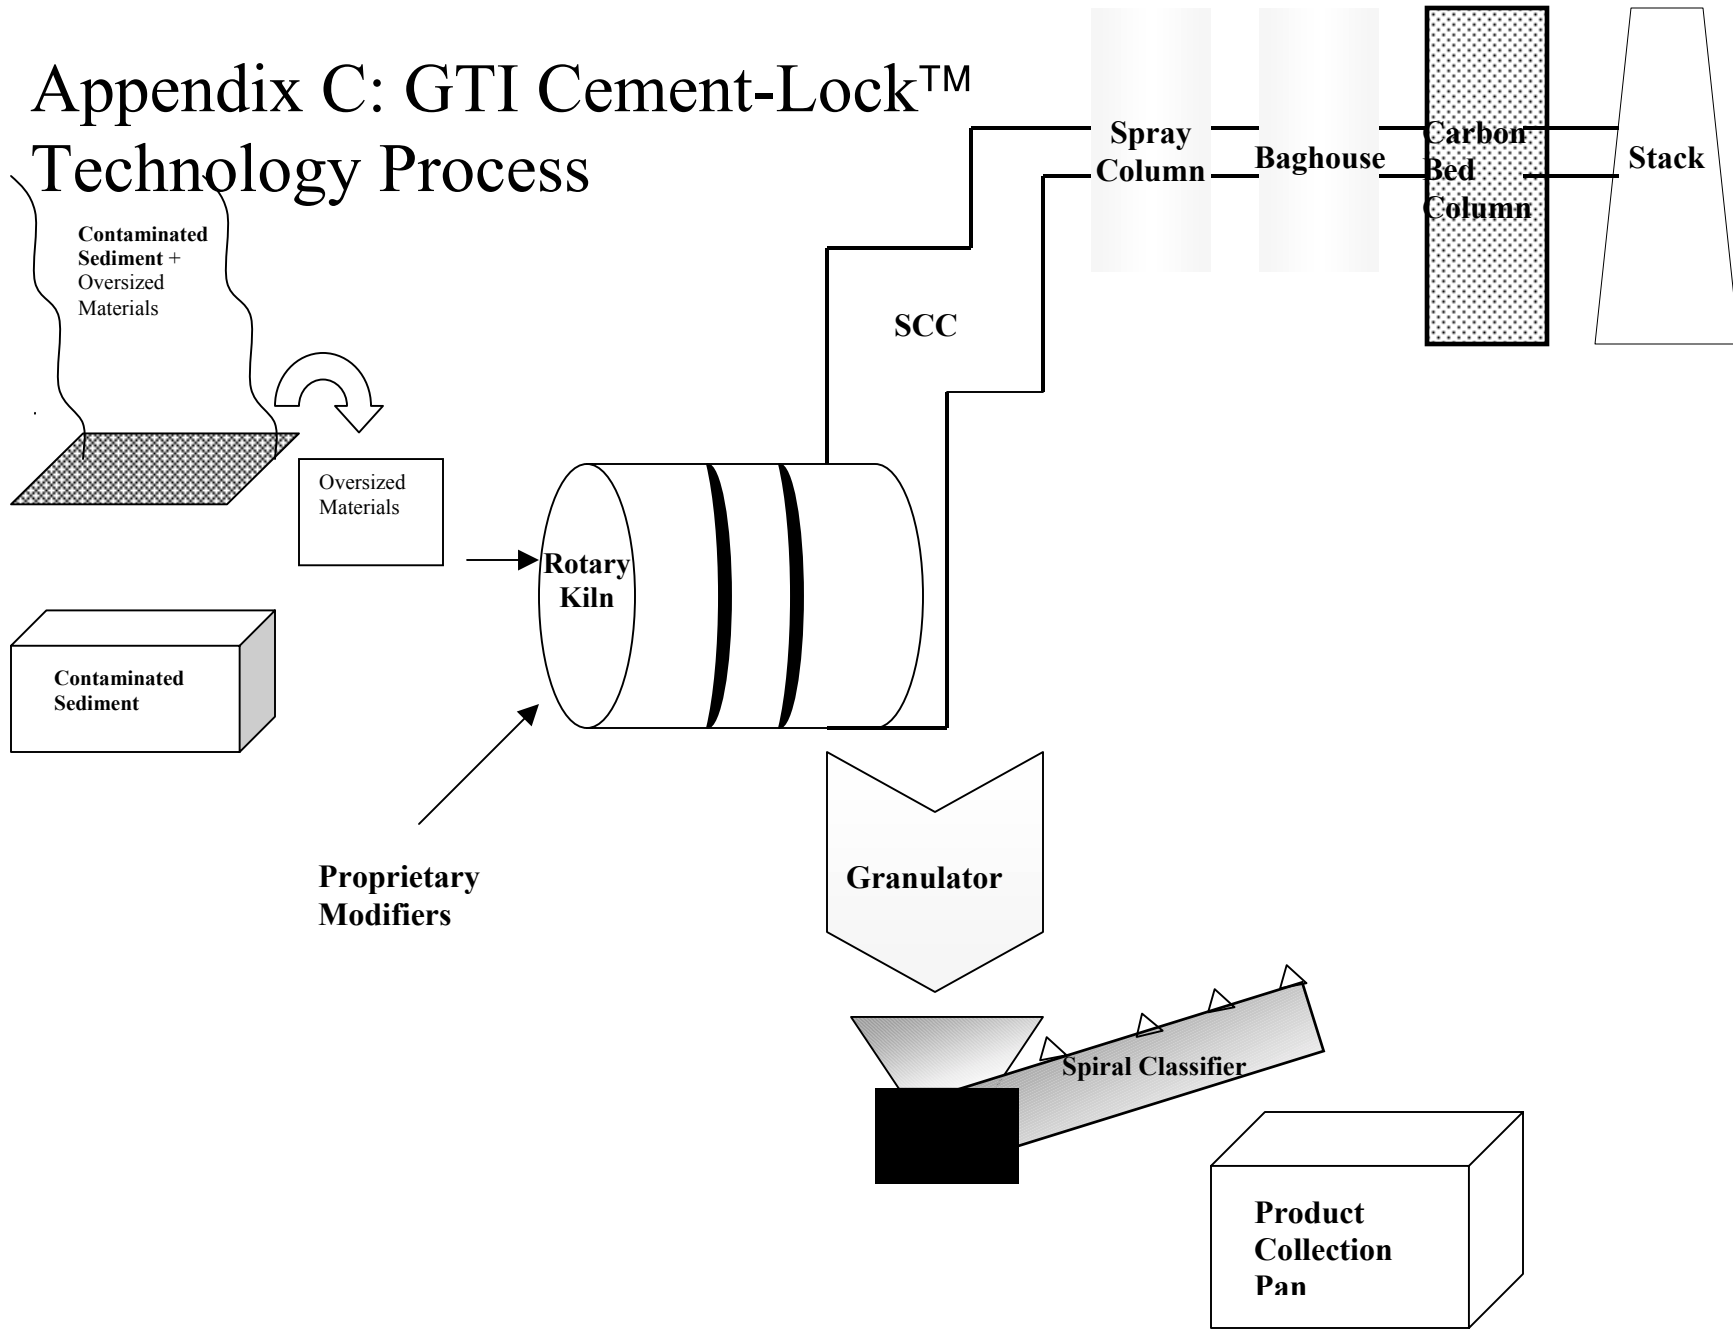 Appendix C: GTI Cement-Lock™
Technology Process
Contaminated
Sediment +
Oversized
Materials
Oversized
Materials
Contaminated
Sediment
Proprietary
Modifiers
Rotary
Kiln
SCC
Spray
Column
Baghouse
Carbon
Bed
Column
Stack
Granulator
Spiral Classifier
Product
Collection
Pan